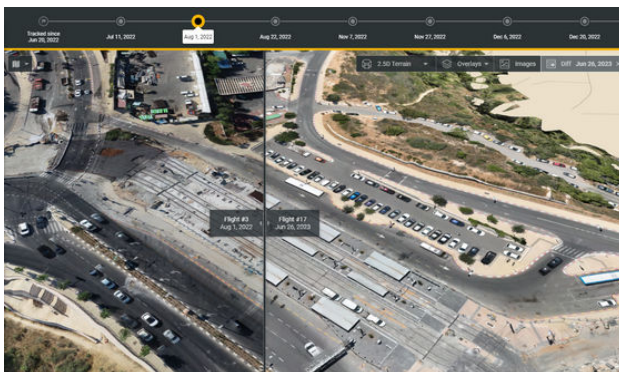 Tracked since
Jun 20, 2022
Jul 11, 2022
Aug 1, 2022
Aug 22, 2022
Nov 7, 2022
Nov 27, 2022
Dec 6, 2022
Dec 20, 2022
2.5D Terrain
Overlays
Images
Diff Jun 26, 2023
Flight #3
Aug 1, 2022
Flight #17
Jun 26, 2023